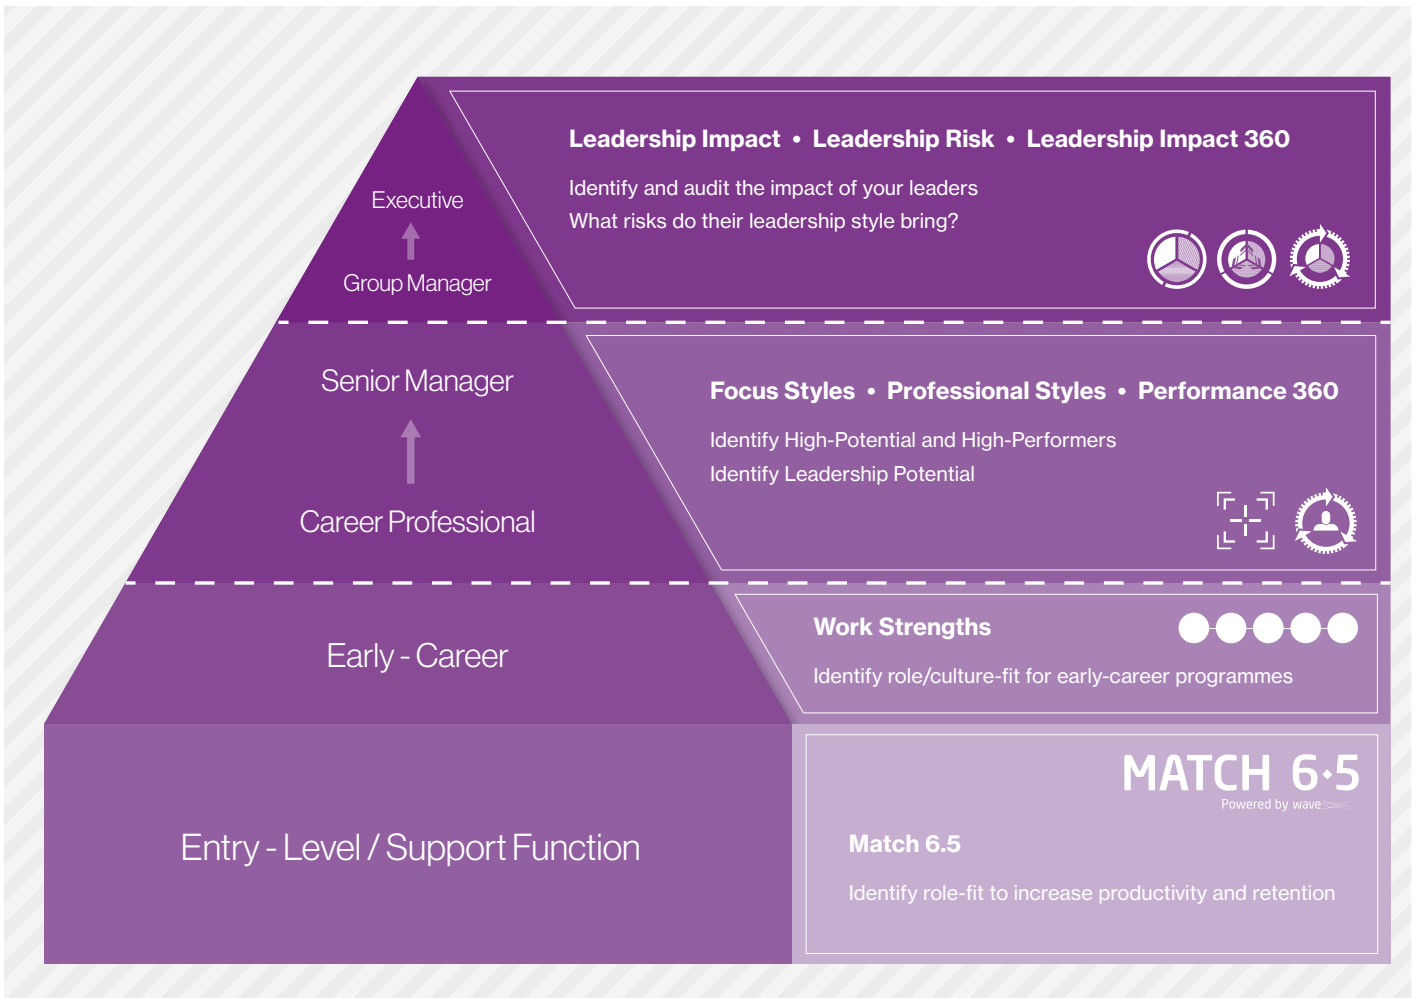 Leadership Impact • Leadership Risk • Leadership Impact 360
Identify and audit the impact of your leaders
What risks do their leadership style bring?
Executive
Group Manager
Senior Manager
Career Professional
Focus Styles • Professional Styles • Performance 360
Identify High-Potential and High-Performers
Identify Leadership Potential
Early - Career
Work Strengths
Identify role/culture-fit for early-career programmes
Entry - Level / Support Function
MATCH 6·5
Powered by wave
Match 6.5
Identify role-fit to increase productivity and retention